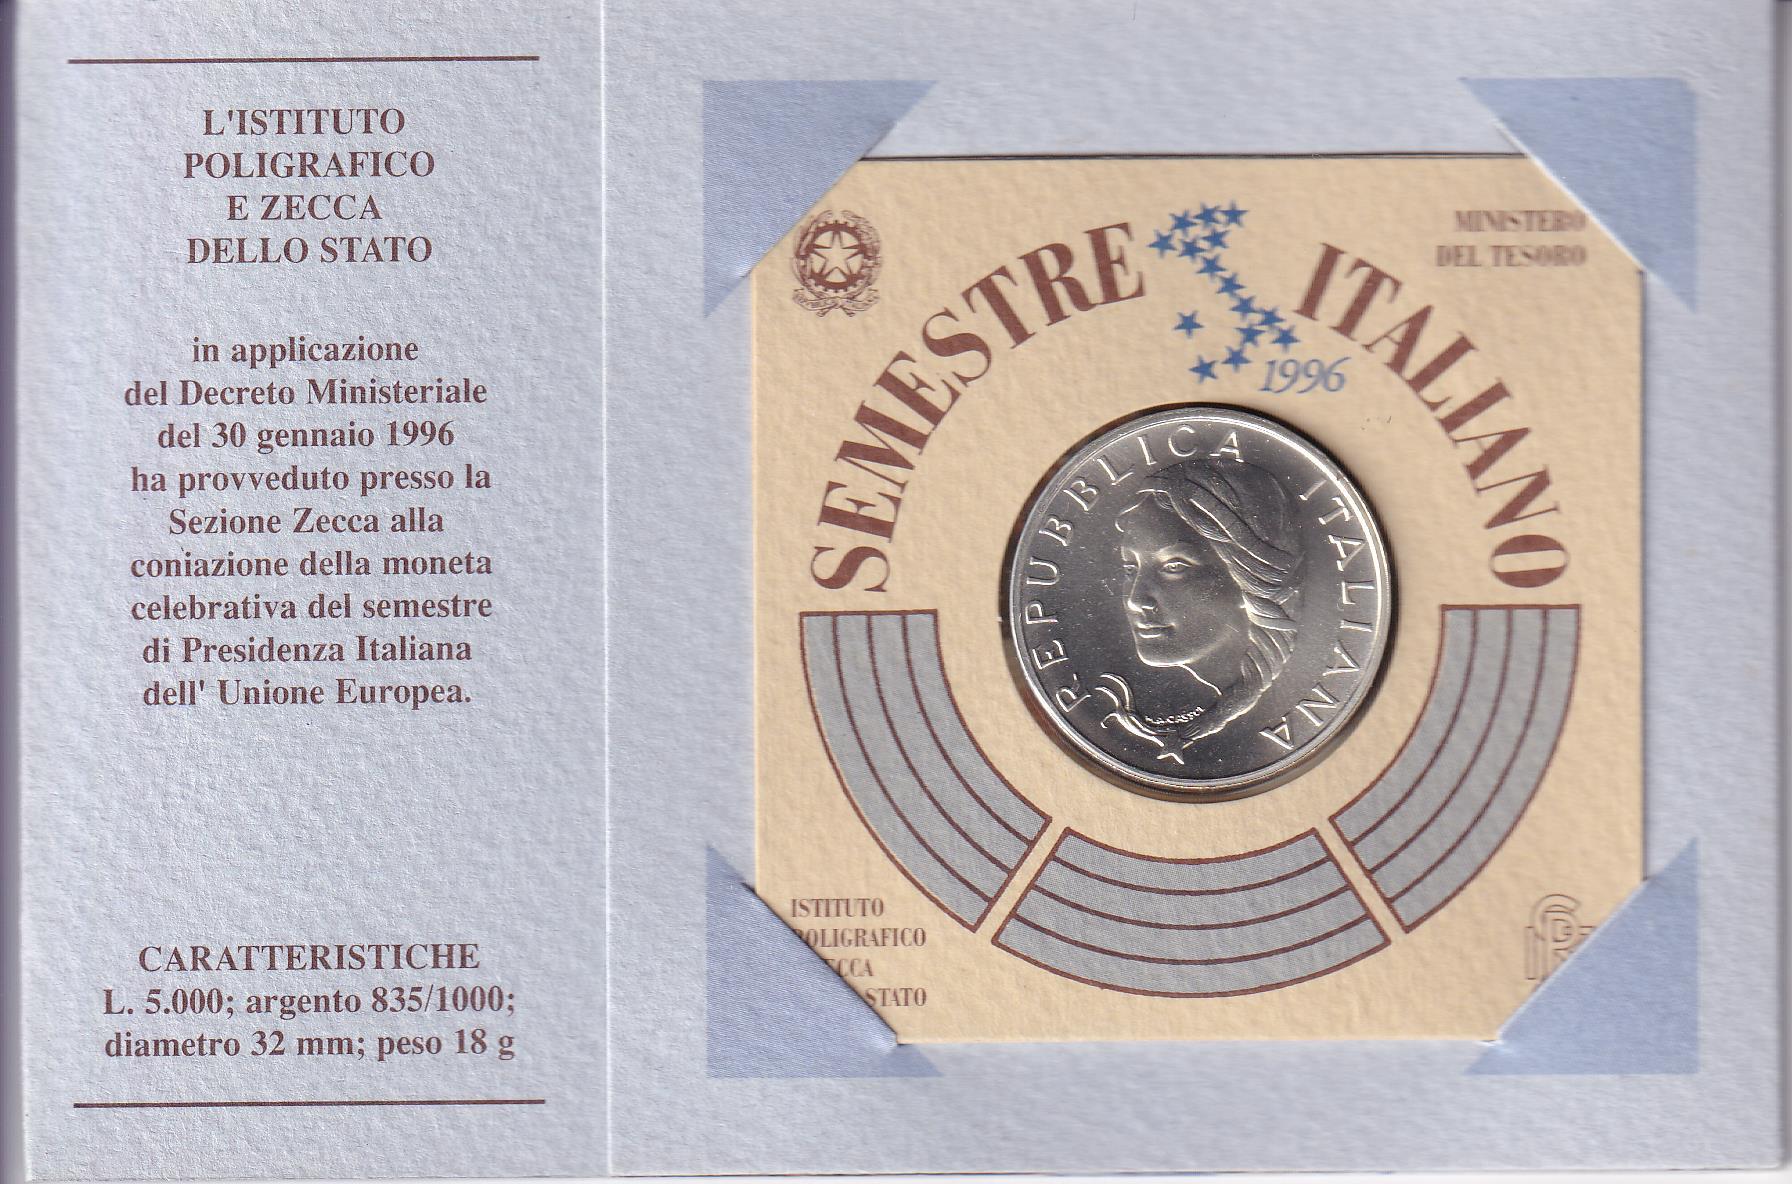 L'ISTITUTO
POLIGRAFICO
E ZECCA
DELLO STATO
in applicazione
del Decreto Ministeriale
del 30 gennaio 1996
ha provveduto presso la
Sezione Zecca alla
coniazione della moneta
celebrativa del semestre
di Presidenza Italiana
dell' Unione Europea.
CARATTERISTICHE
L. 5.000; argento 835/1000;
diametro 32 mm; peso 18 g
MINISTERO
DEL TESORO
SEMESTRE ITALIANO
1996
REPUBBLICA ITALIANA
ISTITUTO
POLIGRAFICO
STATO